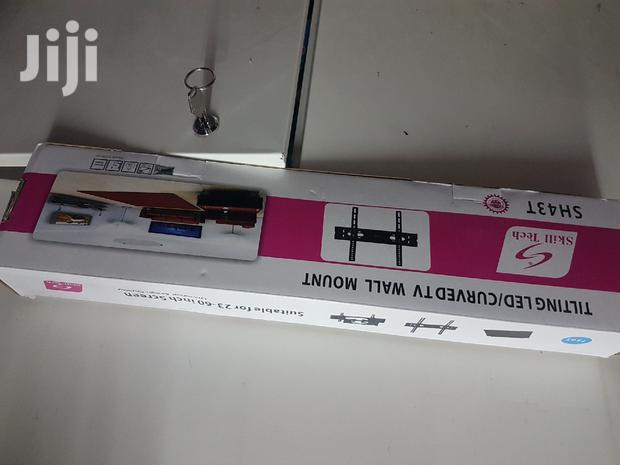 Jiji
SH43T
Skill Tech
TILTING LED/CURVED TV WALL MOUNT
Suitable for 23-60 inch Screen